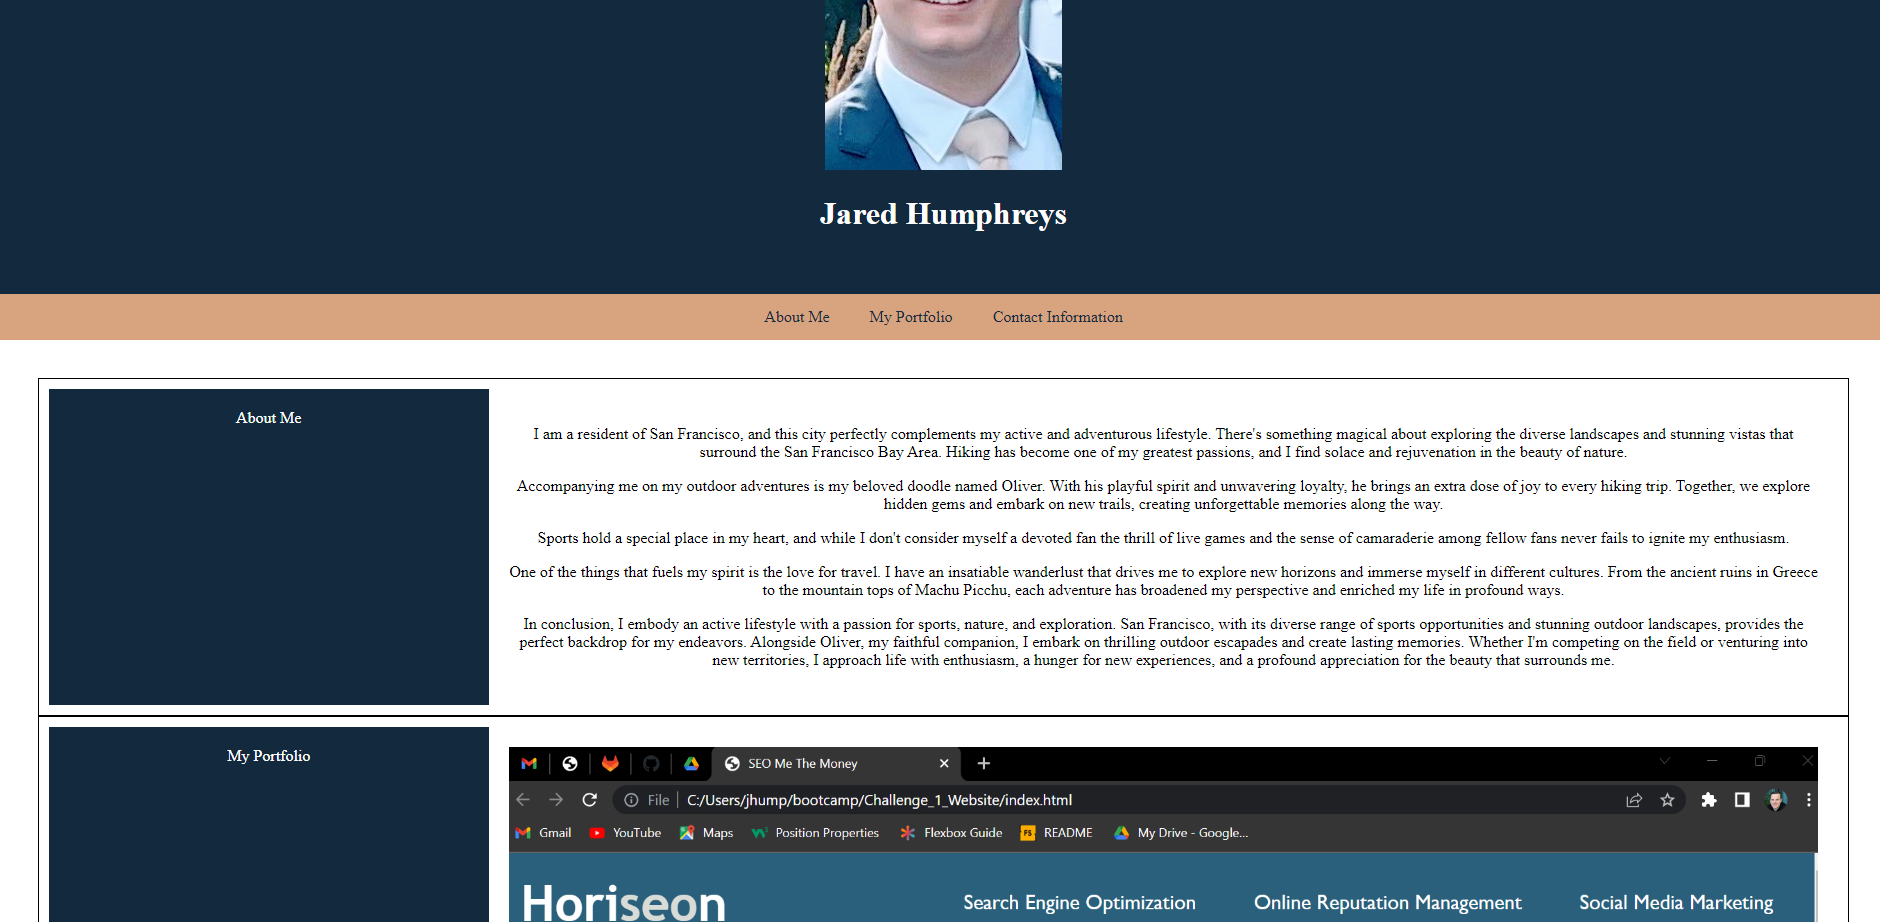 Jared Humphreys
About Me My Portfolio Contact Information
About Me
I am a resident of San Francisco, and this city perfectly complements my active and adventurous lifestyle. There's something magical about exploring the diverse landscapes and stunning vistas that
surround the San Francisco Bay Area. Hiking has become one of my greatest passions, and I find solace and rejuvenation in the beauty of nature.
Accompanying me on my outdoor adventures is my beloved doodle named Oliver. With his playful spirit and unwavering loyalty, he brings an extra dose of joy to every hiking trip. Together, we explore
hidden gems and embark on new trails, creating unforgettable memories along the way.
Sports hold a special place in my heart, and while I don't consider myself a devoted fan the thrill of live games and the sense of camaraderie among fellow fans never fails to ignite my enthusiasm.
One of the things that fuels my spirit is the love for travel. I have an insatiable wanderlust that drives me to explore new horizons and immerse myself in different cultures. From the ancient ruins in Greece
to the mountain tops of Machu Picchu, each adventure has broadened my perspective and enriched my life in profound ways.
In conclusion, I embody an active lifestyle with a passion for sports, nature, and exploration. San Francisco, with its diverse range of sports opportunities and stunning outdoor landscapes, provides the
perfect backdrop for my endeavors. Alongside Oliver, my faithful companion, I embark on thrilling outdoor escapades and create lasting memories. Whether I'm competing on the field or venturing into
new territories, I approach life with enthusiasm, a hunger for new experiences, and a profound appreciation for the beauty that surrounds me.
My Portfolio
SEO Me The Money
File C:/Users/jhump/bootcamp/Challenge_1_Website/index.html
Gmail YouTube Maps Position Properties Flexbox Guide FS README My Drive - Google...
Horiseon Search Engine Optimization Online Reputation Management Social Media Marketing